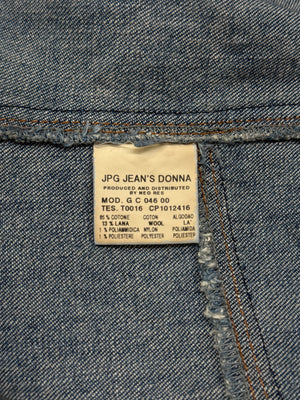 JPG JEAN'S DONNA
PRODUCED AND DISTRIBUTED
BY NEO RES
MOD. G C 046 00
TES. T0016 CP1012416
85 % COTONE COTON ALGODAO
13 % LANA WOOL LA'
1 % POLIAMMIDICA NYLON POLIAMIDA
1 % POLIESTERE POLYESTER POLIESTER